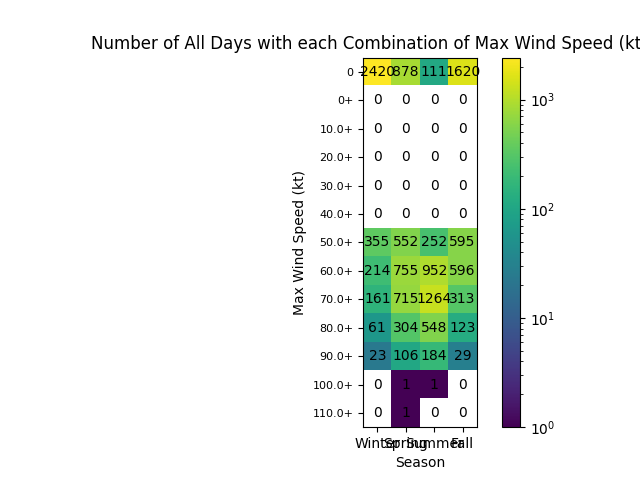 Number of All Days with each Combination of Max Wind Speed (kt
0 2420 878 111 1620
0+ 0 0 0 0
10.0+ 0 0 0 0
20.0+ 0 0 0 0
30.0+ 0 0 0 0
40.0+ 0 0 0 0
50.0+ 355 552 252 595
60.0+ 214 755 952 596
70.0+ 161 715 1264 313
80.0+ 61 304 548 123
90.0+ 23 106 184 29
100.0+ 0 1 1 0
110.0+ 0 1 0 0
Winter Spring Summer Fall
Season
Max Wind Speed (kt)
10³
10²
10¹
10⁰